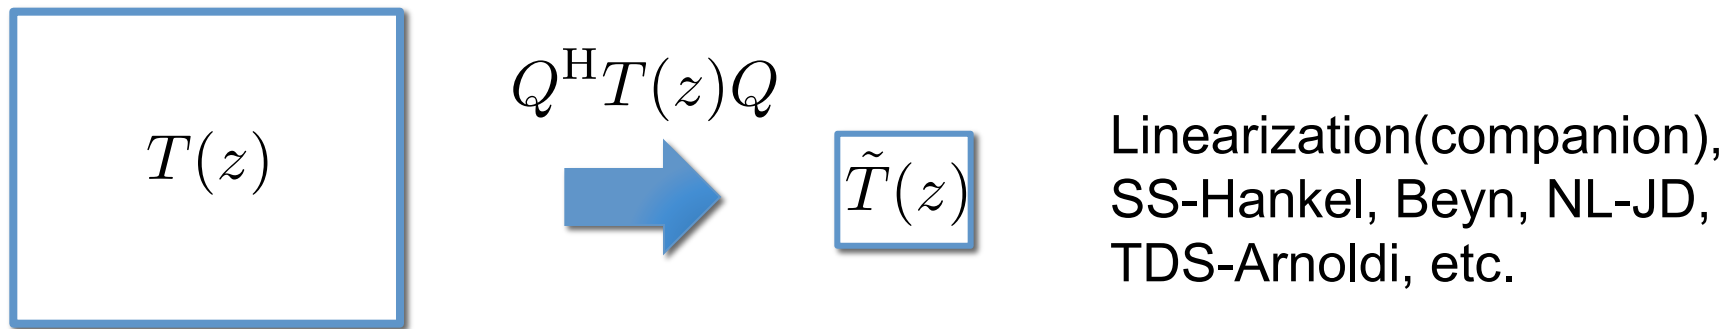 T(z)
Q^H T(z)Q
T̃(z)
Linearization(companion),
SS-Hankel, Beyn, NL-JD,
TDS-Arnoldi, etc.